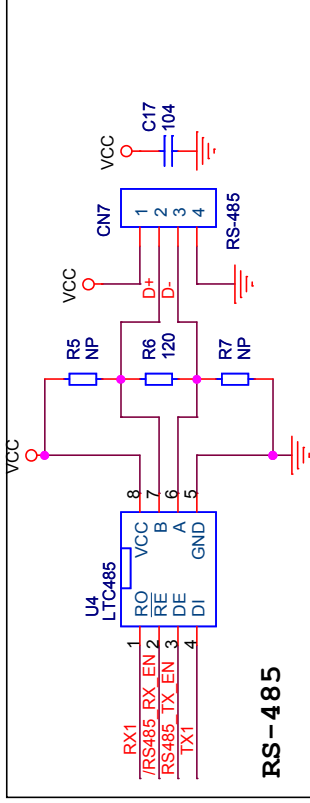 VCC
R5
NP
R6
120
R7
NP
VCC
CN7
1
2
3
4
RS-485
D+
D-
VCC
C17
104
U4
LTC485
RX1
/RS485_RX_EN
RS485_TX_EN
TX1
1
2
3
4
RO
RE
DE
DI
VCC
B
A
GND
8
7
6
5
RS-485